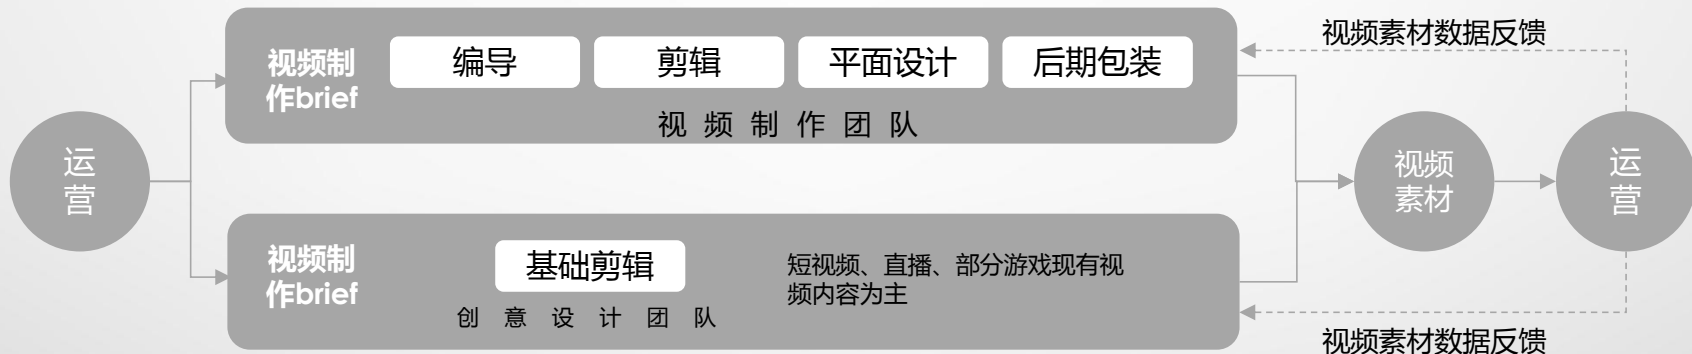 视频素材数据反馈
视频制
作brief
编导
剪辑
平面设计
后期包装
视频制作团队
运
营
视频
素材
运
营
视频制
作brief
基础剪辑
短视频、直播、部分游戏现有视
频内容为主
创意设计团队
视频素材数据反馈